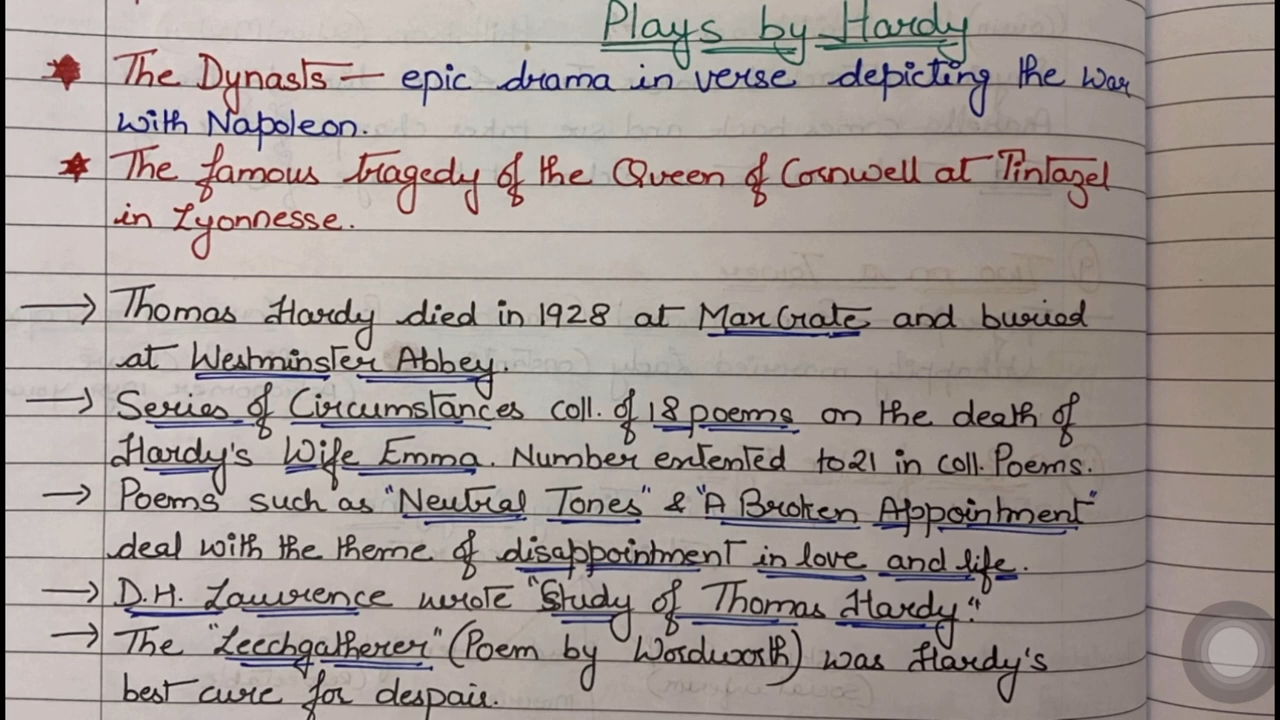 Plays by Hardy
The Dynasts — epic drama in verse depicting the war
with Napoleon.
The famous tragedy of the Queen of Cornwell at Tintagel
in Lyonnesse.
→ Thomas Hardy died in 1928 at Max Grate and buried
at Westminster Abbey.
→ Series of Circumstances coll. of 18 poems on the death of
Hardy's Wife Emma. Number extented to 21 in coll. Poems.
→ Poems such as "Neutral Tones" & "A Broken Appointment"
deal with the theme of disappointment in love and life.
→ D.H. Lawrence wrote "Study of Thomas Hardy".
→ The "Leechgatherer" (Poem by Wordworth) was Hardy's
best cure for despair.